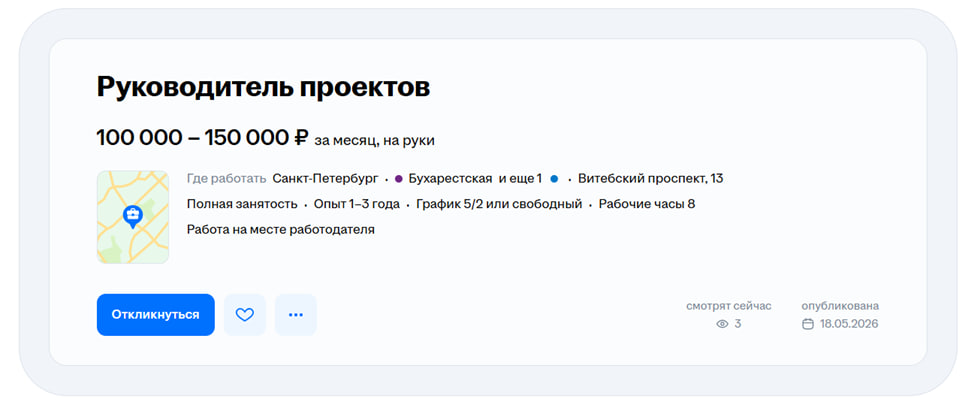 Руководитель проектов
100 000 – 150 000 ₽ за месяц, на руки
Где работать Санкт-Петербург · Бухарестская и еще 1 · Витебский проспект, 13
Полная занятость · Опыт 1–3 года · График 5/2 или свободный · Рабочие часы 8
Работа на месте работодателя
Откликнуться
смотрят сейчас
3
опубликована
18.05.2026